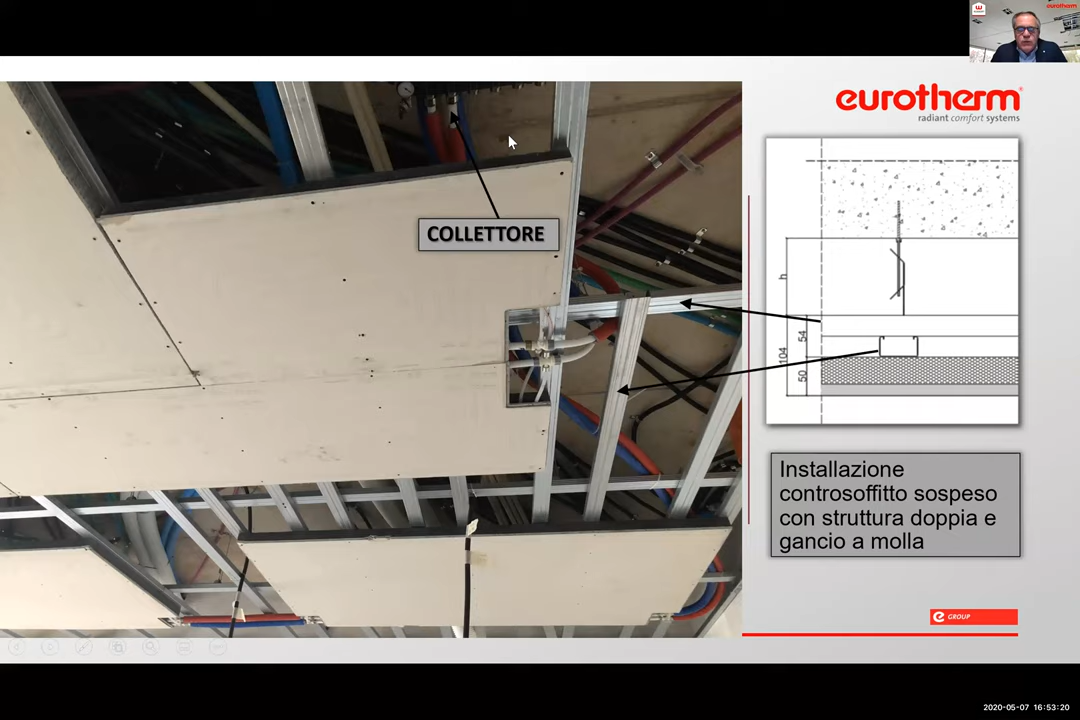 eurotherm
eurotherm
radiant comfort systems
COLLETTORE
h
54
104
50
Installazione
controsoffitto sospeso
con struttura doppia e
gancio a molla
e GROUP
2020-05-07 16:53:20